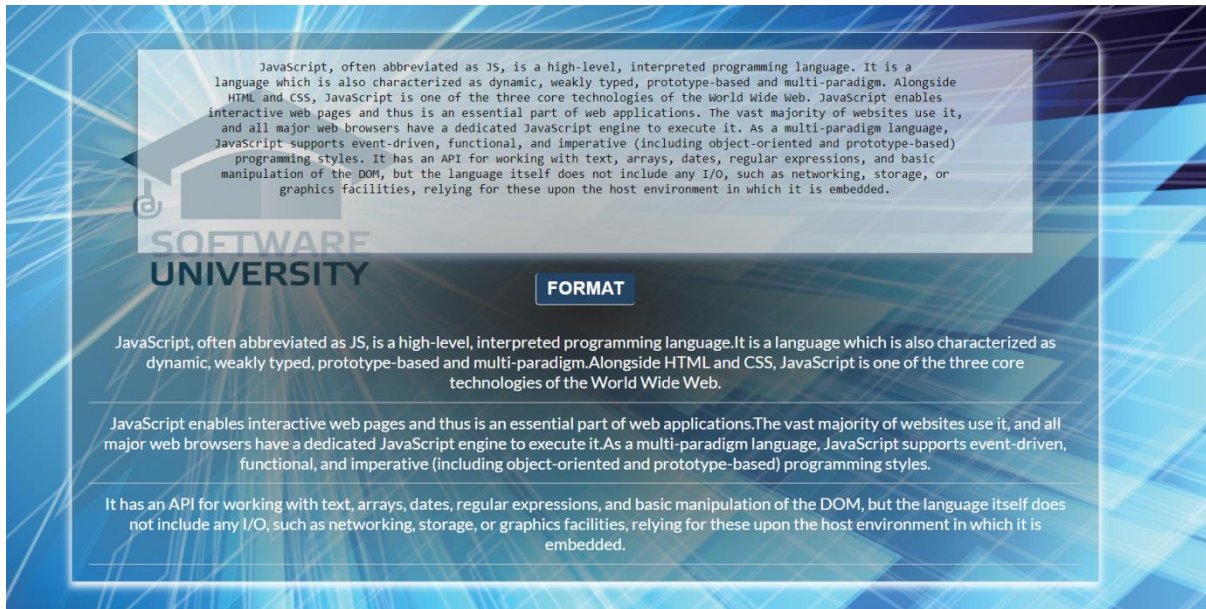 JavaScript, often abbreviated as JS, is a high-level, interpreted programming language. It is a
language which is also characterized as dynamic, weakly typed, prototype-based and multi-paradigm. Alongside
HTML and CSS, JavaScript is one of the three core technologies of the World Wide Web. JavaScript enables
interactive web pages and thus is an essential part of web applications. The vast majority of websites use it,
and all major web browsers have a dedicated JavaScript engine to execute it. As a multi-paradigm language,
JavaScript supports event-driven, functional, and imperative (including object-oriented and prototype-based)
programming styles. It has an API for working with text, arrays, dates, regular expressions, and basic
manipulation of the DOM, but the language itself does not include any I/O, such as networking, storage, or
graphics facilities, relying for these upon the host environment in which it is embedded.
SOFTWARE
UNIVERSITY
FORMAT
JavaScript, often abbreviated as JS, is a high-level, interpreted programming language.It is a language which is also characterized as
dynamic, weakly typed, prototype-based and multi-paradigm.Alongside HTML and CSS, JavaScript is one of the three core
technologies of the World Wide Web.
JavaScript enables interactive web pages and thus is an essential part of web applications.The vast majority of websites use it, and all
major web browsers have a dedicated JavaScript engine to execute it.As a multi-paradigm language, JavaScript supports event-driven,
functional, and imperative (including object-oriented and prototype-based) programming styles.
It has an API for working with text, arrays, dates, regular expressions, and basic manipulation of the DOM, but the language itself does
not include any I/O, such as networking, storage, or graphics facilities, relying for these upon the host environment in which it is
embedded.